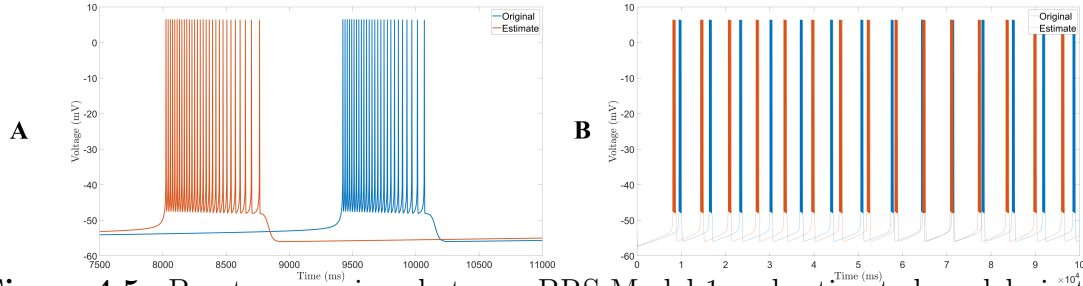 A
Voltage (mV)
10
0
-10
-20
-30
-40
-50
-60
7500 8000 8500 9000 9500 10000 10500 11000
Time (ms)
Original
Estimate
B
Voltage (mV)
10
0
-10
-20
-30
-40
-50
-60
0 1 2 3 4 5 6 7 8 9 10
Time (ms)
×10⁴
Original
Estimate